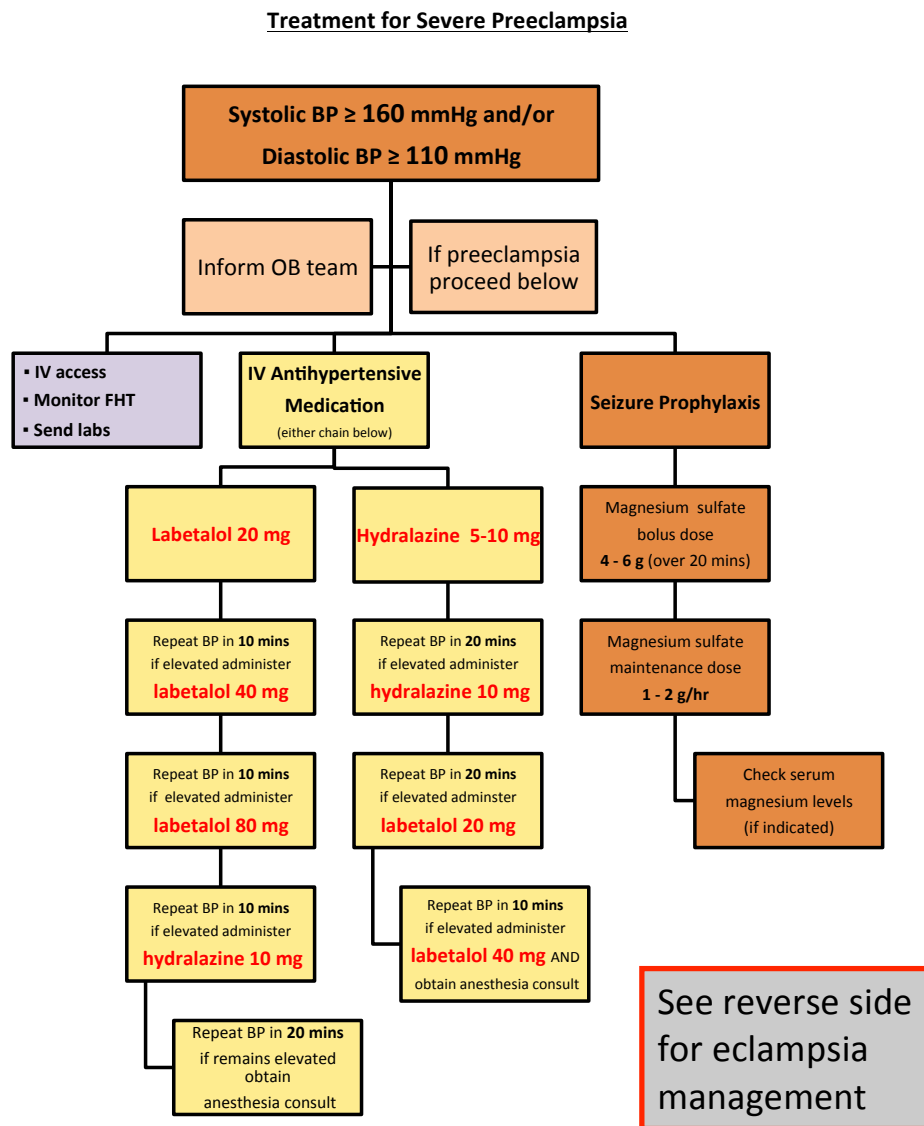 Treatment for Severe Preeclampsia
Systolic BP ≥ 160 mmHg and/or
Diastolic BP ≥ 110 mmHg
Inform OB team
If preeclampsia
proceed below
▪ IV access
▪ Monitor FHT
▪ Send labs
IV Antihypertensive
Medication
(either chain below)
Seizure Prophylaxis
Labetalol 20 mg
Repeat BP in 10 mins
if elevated administer
labetalol 40 mg
Repeat BP in 10 mins
if elevated administer
labetalol 80 mg
Repeat BP in 10 mins
if elevated administer
hydralazine 10 mg
Repeat BP in 20 mins
if remains elevated
obtain
anesthesia consult
Hydralazine 5-10 mg
Repeat BP in 20 mins
if elevated administer
hydralazine 10 mg
Repeat BP in 20 mins
if elevated adminster
labetalol 20 mg
Repeat BP in 10 mins
if elevated administer
labetalol 40 mg AND
obtain anesthesia consult
Magnesium sulfate
bolus dose
4 - 6 g (over 20 mins)
Magnesium sulfate
maintenance dose
1 - 2 g/hr
Check serum
magnesium levels
(if indicated)
See reverse side
for eclampsia
management